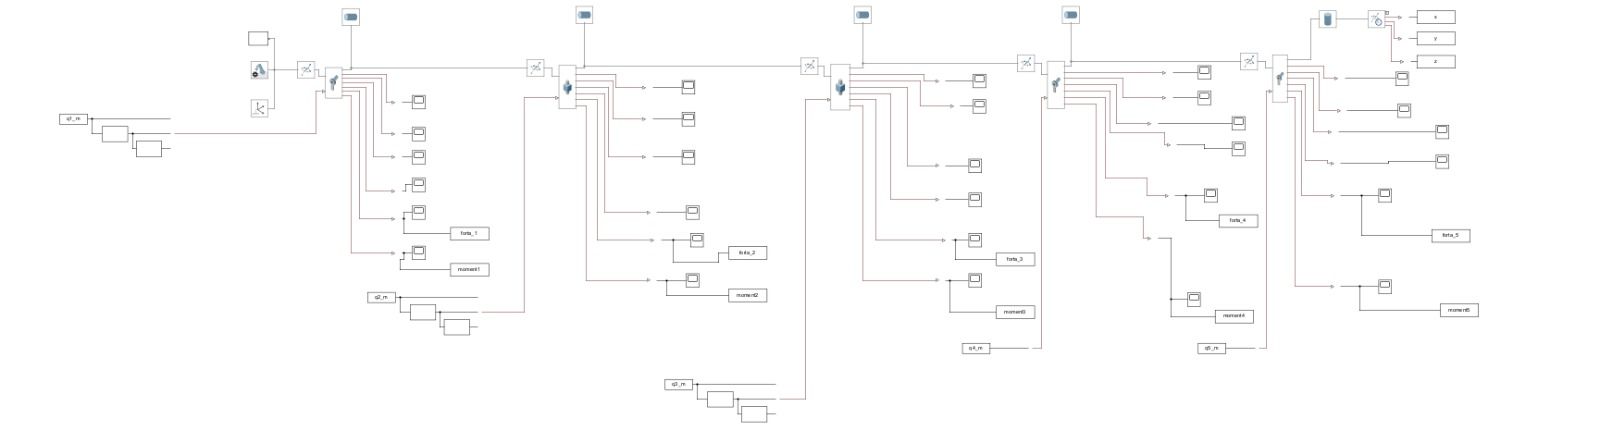 x
y
z
q1_m
forta_1
moment1
forta_2
moment2
q2_m
forta_3
moment3
q3_m
forta_4
moment4
q4_m
forta_5
moment5
q5_m